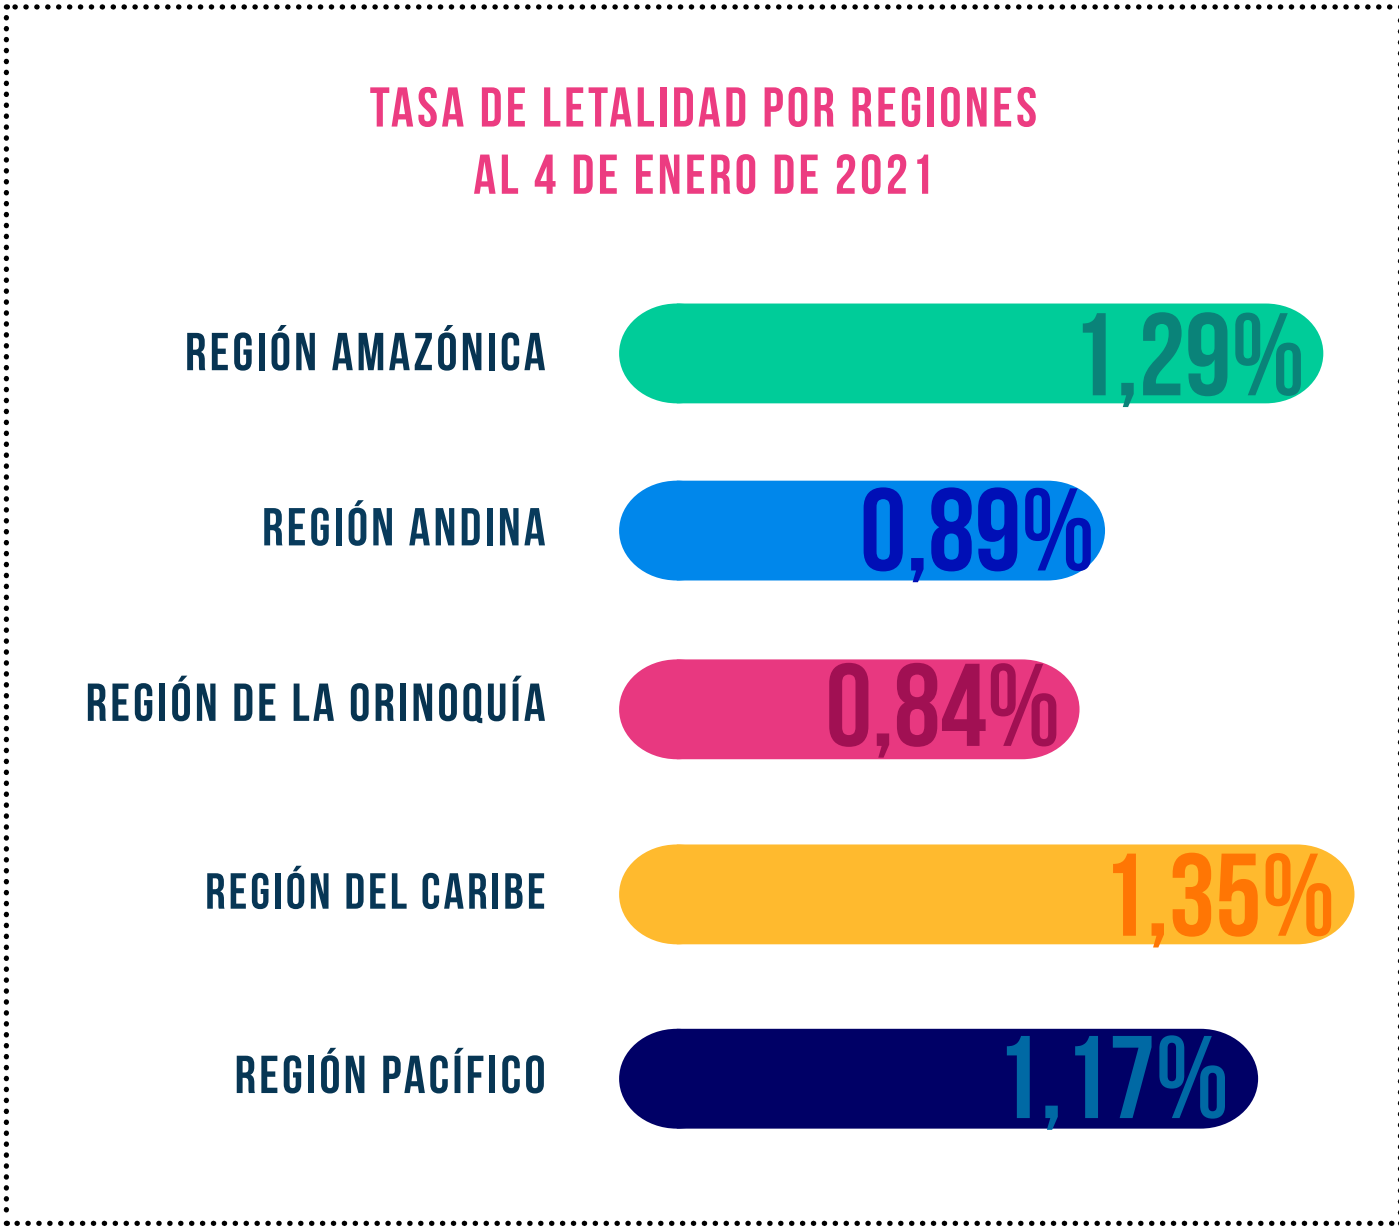 TASA DE LETALIDAD POR REGIONES
AL 4 DE ENERO DE 2021
REGIÓN AMAZÓNICA 1,29%
REGIÓN ANDINA 0,89%
REGIÓN DE LA ORINOQUÍA 0,84%
REGIÓN DEL CARIBE 1,35%
REGIÓN PACÍFICO 1,17%